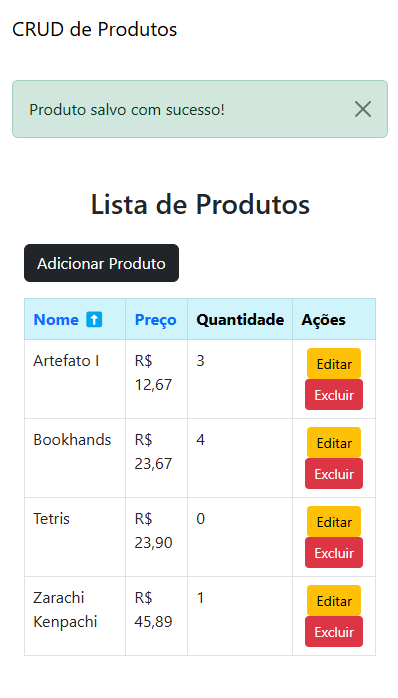 CRUD de Produtos
Produto salvo com sucesso!
Lista de Produtos
Adicionar Produto
Nome ⬆️ Preço Quantidade Ações
Artefato I R$ 3 Editar
12,67 Excluir
Bookhands R$ 4 Editar
23,67 Excluir
Tetris R$ 0 Editar
23,90 Excluir
Zarachi R$ 1 Editar
Kenpachi 45,89 Excluir